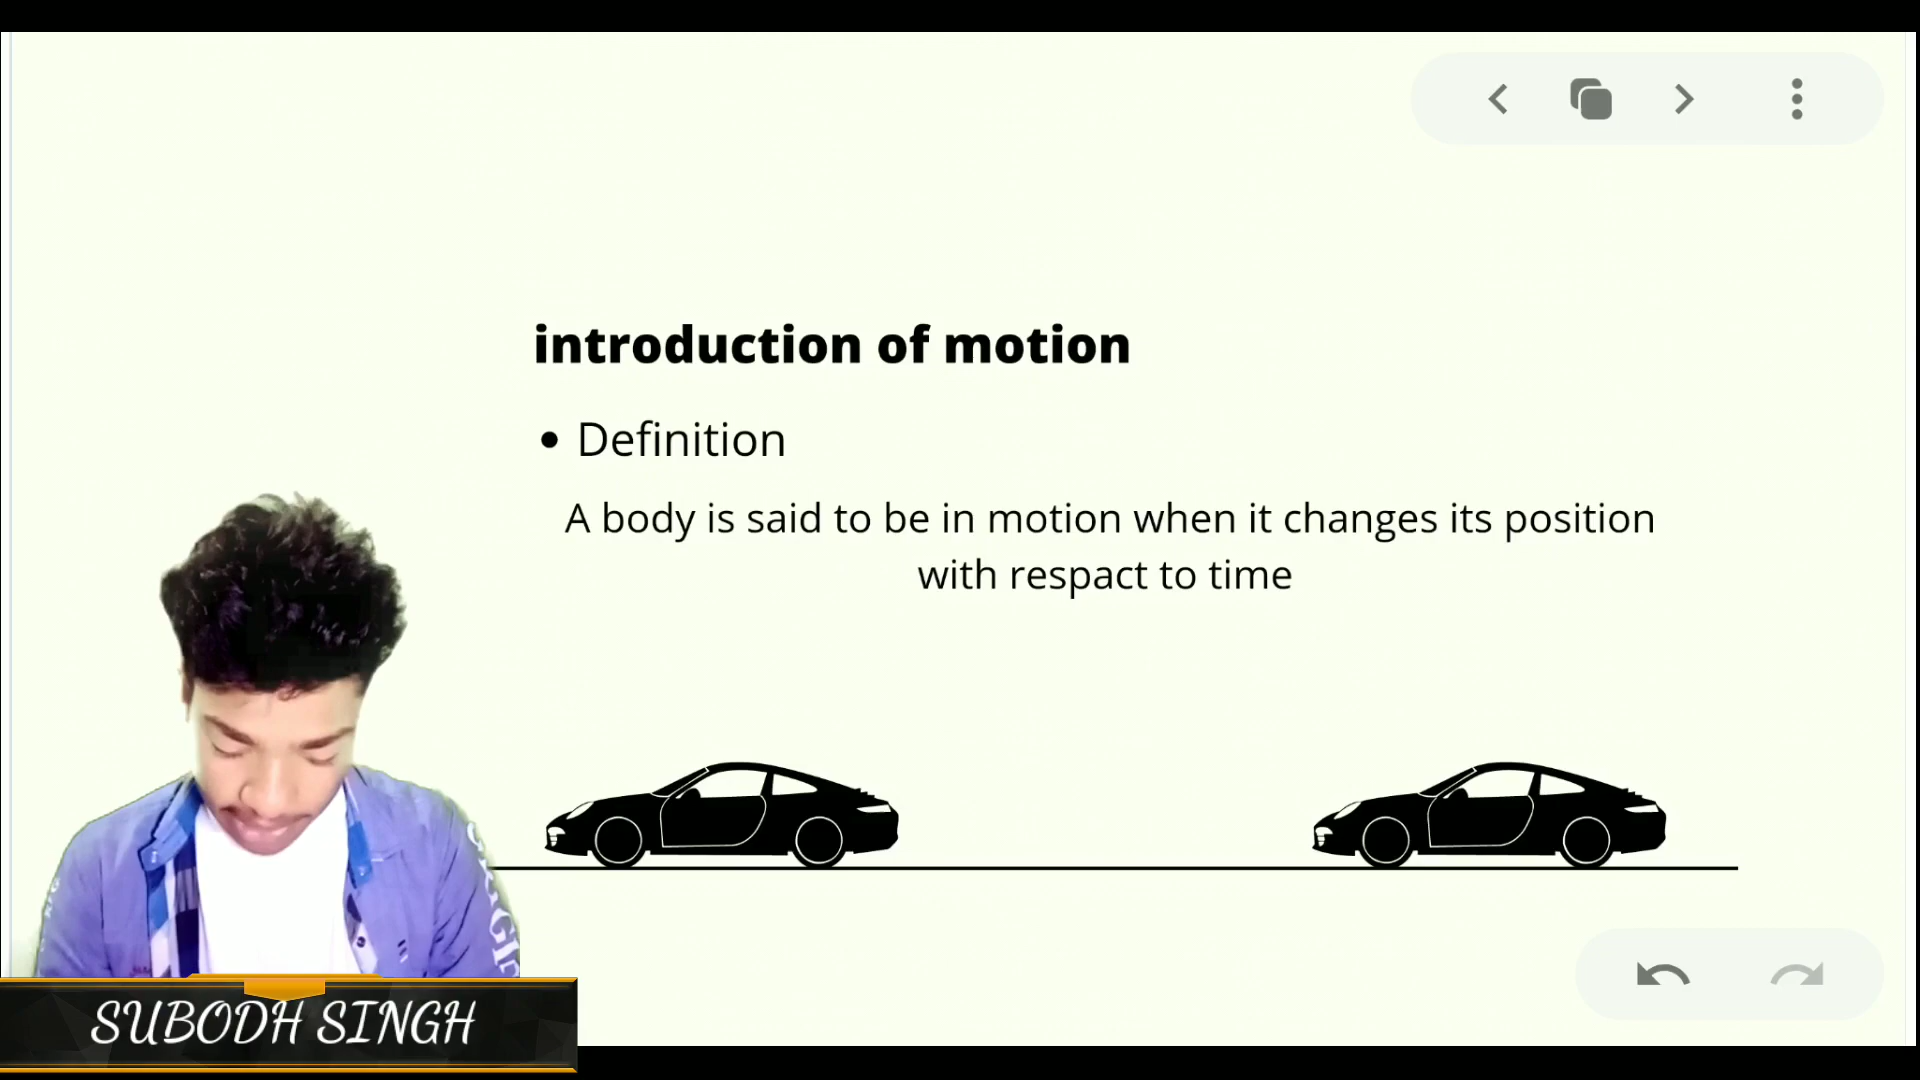 introduction of motion
• Definition
A body is said to be in motion when it changes its position
with respact to time
SUBODH SINGH